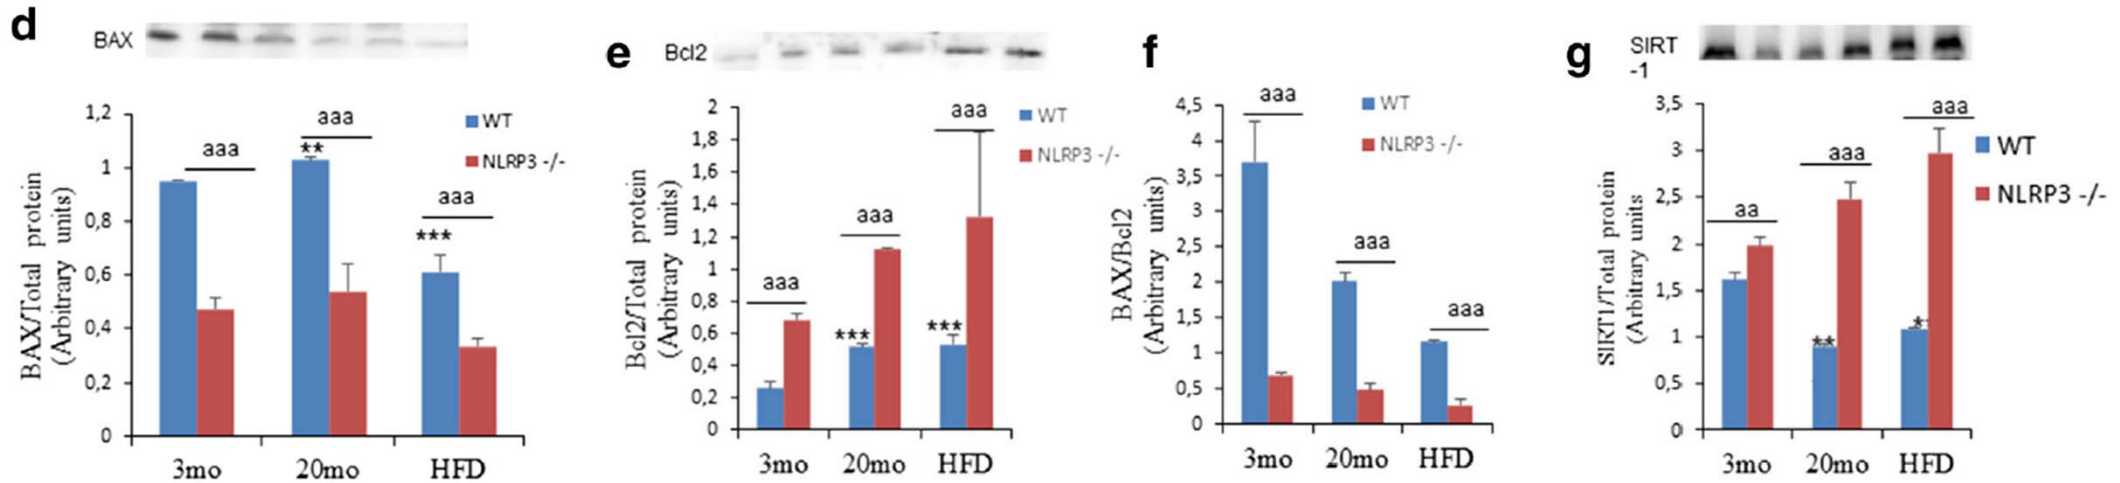 d
BAX
1,2
1
0,8
0,6
0,4
0,2
0
BAX/Total protein
(Arbitrary units)
aaa
aaa
**
aaa
***
WT
NLRP3 -/-
3mo 20mo HFD
e
Bcl2
2
1,8
1,6
1,4
1,2
1
0,8
0,6
0,4
0,2
0
Bcl2/Total protein
(Arbitrary units)
aaa
aaa
***
aaa
***
WT
NLRP3 -/-
3mo 20mo HFD
f
4,5
4
3,5
3
2,5
2
1,5
1
0,5
0
BAX/Bcl2
(Arbitrary units)
aaa
aaa
aaa
WT
NLRP3 -/-
3mo 20mo HFD
g
SIRT
-1
3,5
3
2,5
2
1,5
1
0,5
0
SIRT1/Total protein
(Arbitrary units
aa
aaa
**
aaa
*
WT
NLRP3 -/-
3mo 20mo HFD